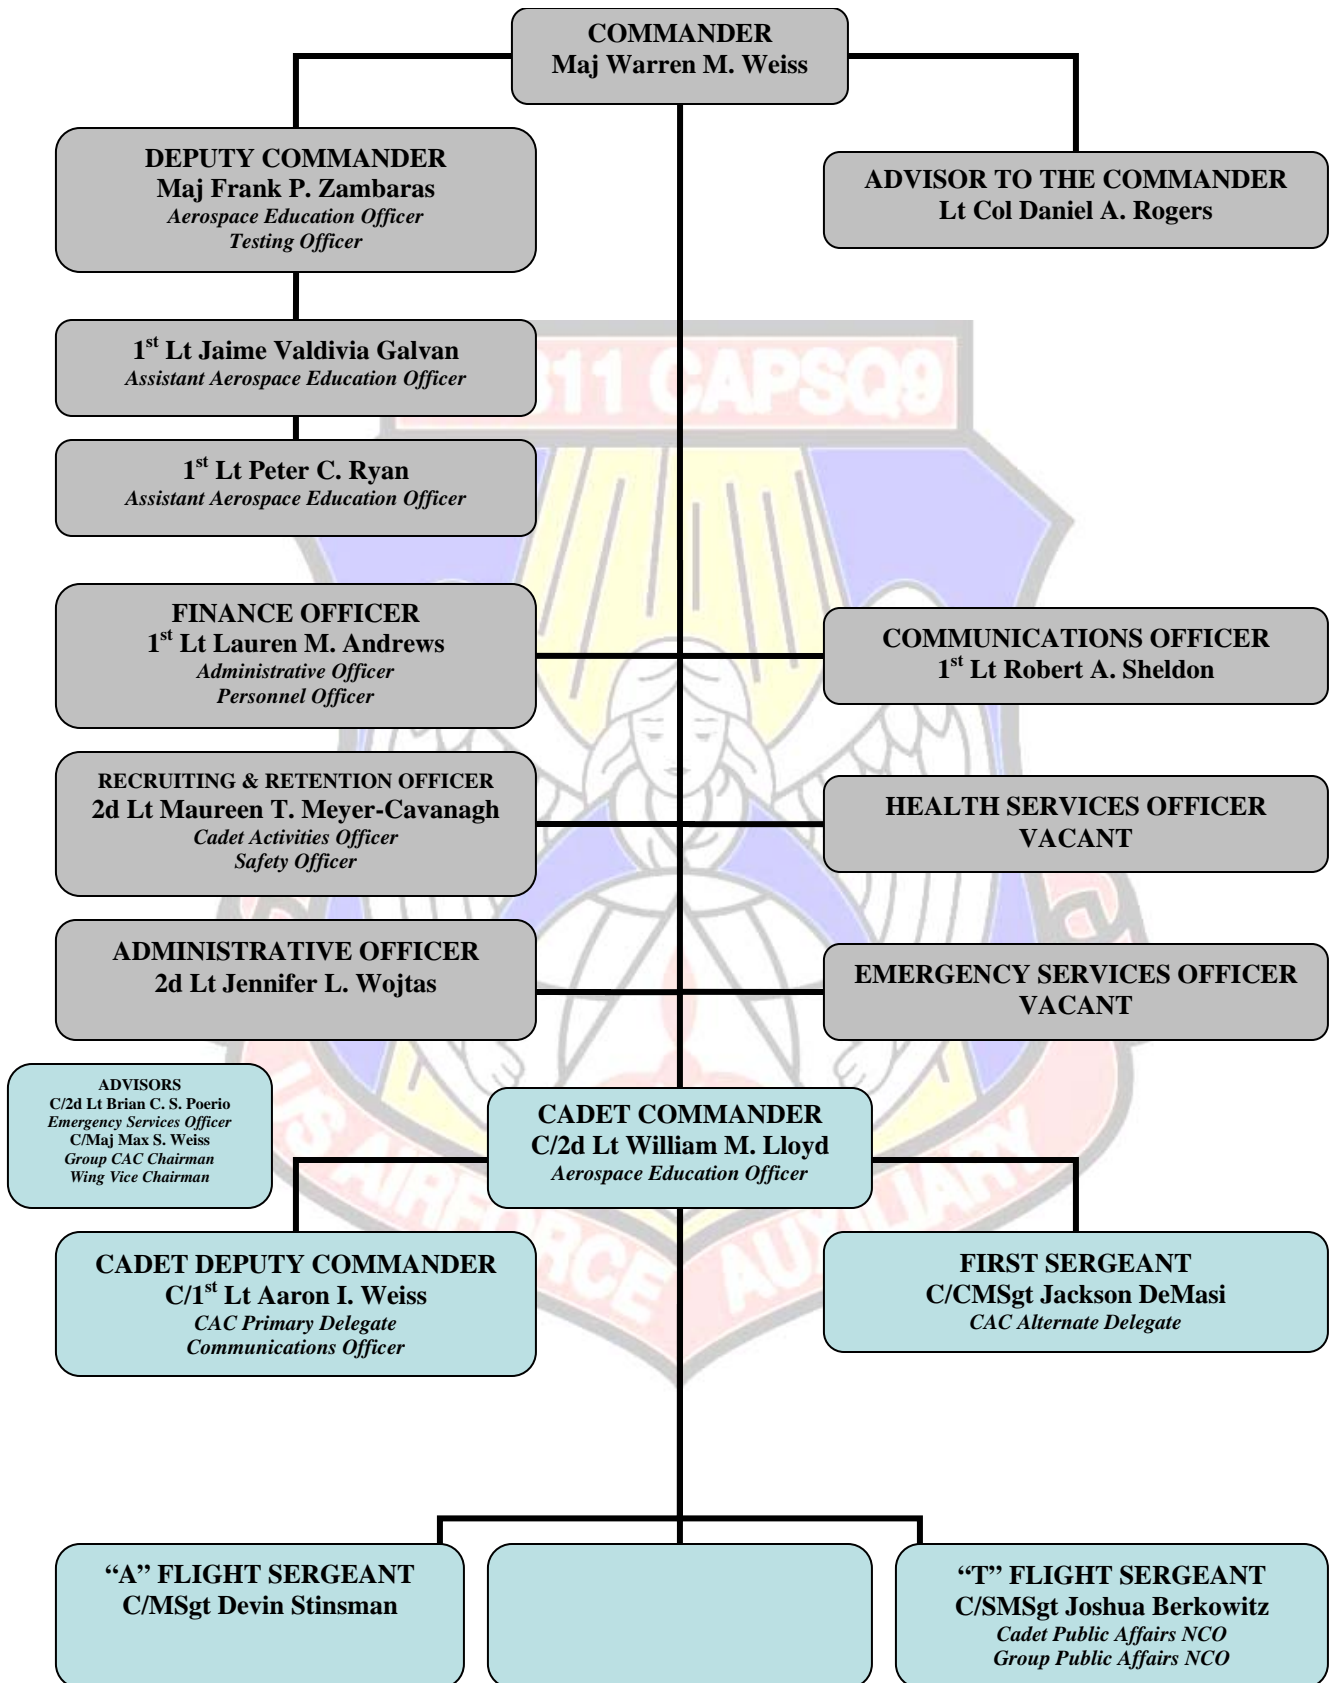 COMMANDER
Maj Warren M. Weiss
DEPUTY COMMANDER
Maj Frank P. Zambaras
Aerospace Education Officer
Testing Officer
ADVISOR TO THE COMMANDER
Lt Col Daniel A. Rogers
1st Lt Jaime Valdivia Galvan
Assistant Aerospace Education Officer
1st Lt Peter C. Ryan
Assistant Aerospace Education Officer
11 CAPSQ9
FINANCE OFFICER
1st Lt Lauren M. Andrews
Administrative Officer
Personnel Officer
COMMUNICATIONS OFFICER
1st Lt Robert A. Sheldon
RECRUITING & RETENTION OFFICER
2d Lt Maureen T. Meyer-Cavanagh
Cadet Activities Officer
Safety Officer
HEALTH SERVICES OFFICER
VACANT
ADMINISTRATIVE OFFICER
2d Lt Jennifer L. Wojtas
EMERGENCY SERVICES OFFICER
VACANT
ADVISORS
C/2d Lt Brian C. S. Poerio
Emergency Services Officer
C/Maj Max S. Weiss
Group CAC Chairman
Wing Vice Chairman
CADET COMMANDER
C/2d Lt William M. Lloyd
Aerospace Education Officer
US AIRFORCE AUXILIARY
CADET DEPUTY COMMANDER
C/1st Lt Aaron I. Weiss
CAC Primary Delegate
Communications Officer
FIRST SERGEANT
C/CMSgt Jackson DeMasi
CAC Alternate Delegate
“A” FLIGHT SERGEANT
C/MSgt Devin Stinsman
“T” FLIGHT SERGEANT
C/SMSgt Joshua Berkowitz
Cadet Public Affairs NCO
Group Public Affairs NCO